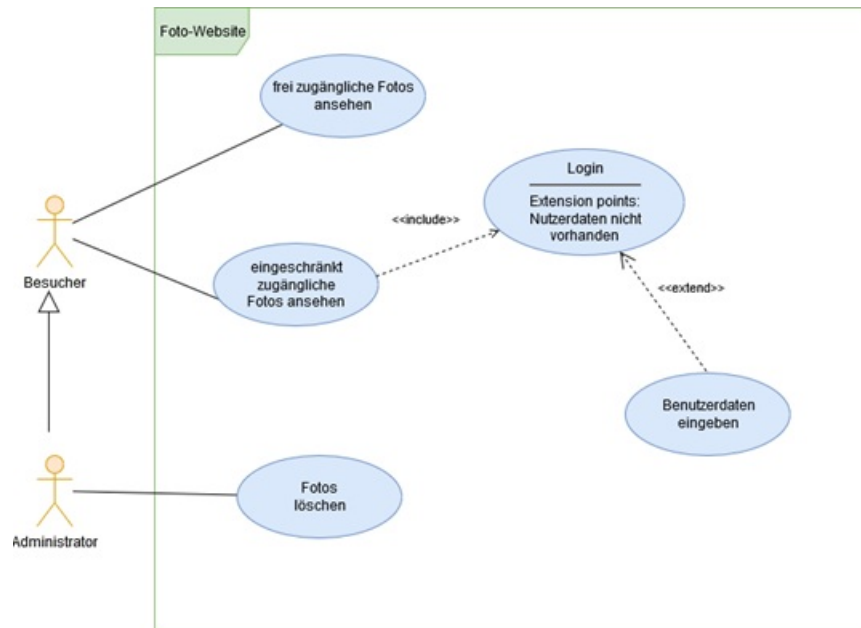 Foto-Website
frei zugängliche Fotos
ansehen
Login
Extension points:
Nutzerdaten nicht
vorhanden
<<include>>
Besucher
eingeschränkt
zugängliche
Fotos ansehen
<<extend>>
Benutzerdaten
eingeben
Fotos
löschen
Administrator